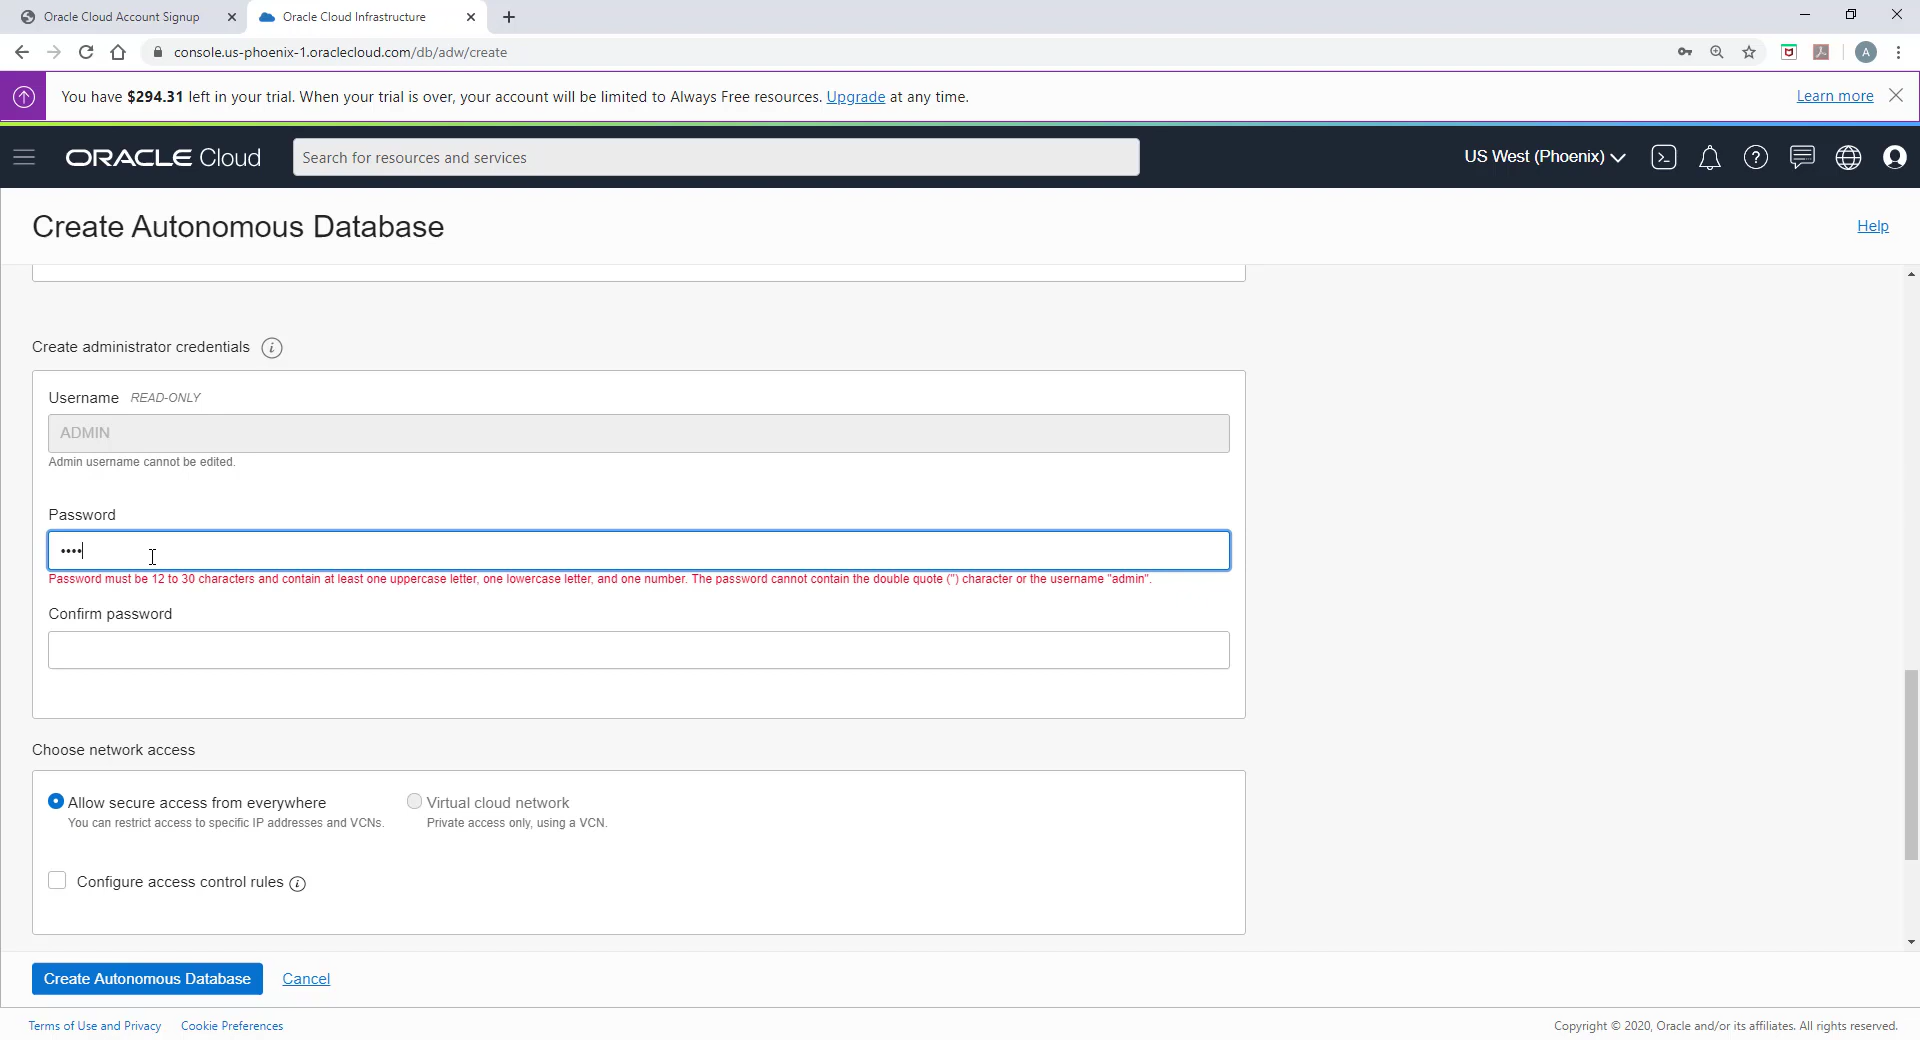 Oracle Cloud Account Signup
Oracle Cloud Infrastructure
console.us-phoenix-1.oraclecloud.com/db/adw/create
A
You have $294.31 left in your trial. When your trial is over, your account will be limited to Always Free resources. Upgrade at any time.
Learn more
ORACLE Cloud
Search for resources and services
US West (Phoenix)
Create Autonomous Database
Help
Create administrator credentials
Username READ-ONLY
ADMIN
Admin username cannot be edited.
Password
••••
Password must be 12 to 30 characters and contain at least one uppercase letter, one lowercase letter, and one number. The password cannot contain the double quote (") character or the username "admin".
Confirm password
Choose network access
Allow secure access from everywhere
You can restrict access to specific IP addresses and VCNs.
Virtual cloud network
Private access only, using a VCN.
Configure access control rules
Create Autonomous Database
Cancel
Terms of Use and Privacy
Cookie Preferences
Copyright © 2020, Oracle and/or its affiliates. All rights reserved.